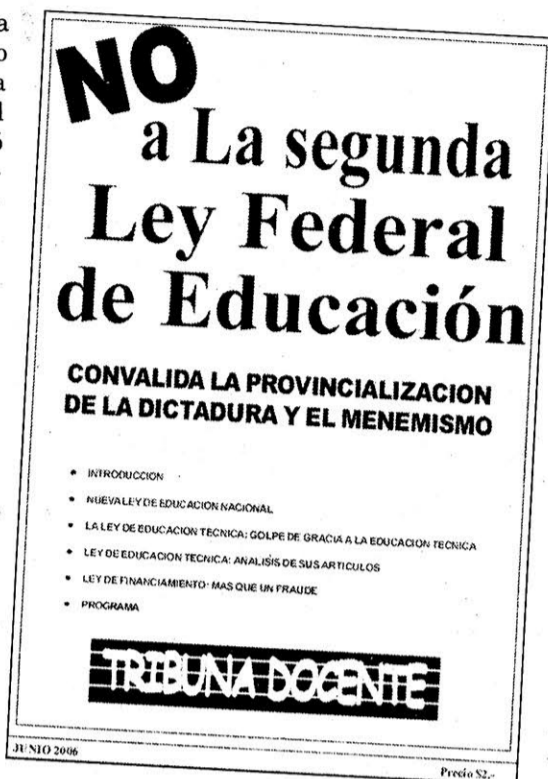 a
o
a
l
ó
NO
a La segunda
Ley Federal
de Educación
CONVALIDA LA PROVINCIALIZACION
DE LA DICTADURA Y EL MENEMISMO
• INTRODUCCION
• NUEVA LEY DE EDUCACION NACIONAL
• LA LEY DE EDUCACION TECNICA: GOLPE DE GRACIA A LA EDUCACION TECNICA
• LEY DE EDUCACION TECNICA: ANALISIS DE SUS ARTICULOS
• LEY DE FINANCIAMIENTO: MAS QUE UN FRAUDE
• PROGRAMA
TRIBUNA DOCENTE
JUNIO 2006
Precio $2.-